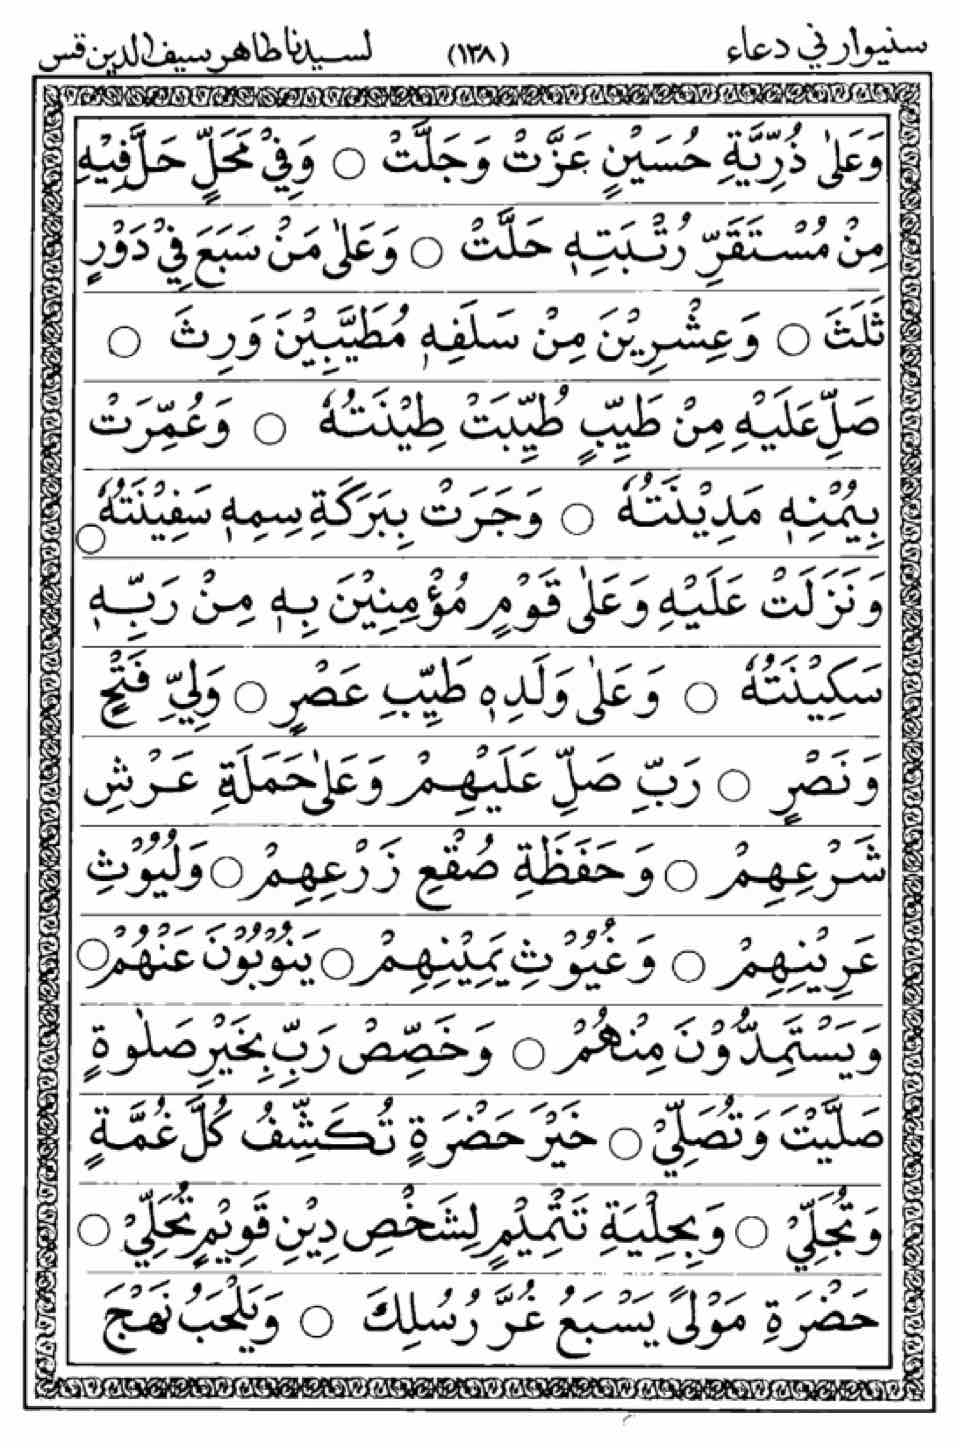 سنيوار ني دعاء (١٣٨) لسيدنا طاهر سيف الدين قس
وَعَلٰى ذُرِّيَّةِ حُسَيْنٍ عَزَّتْ وَجَلَّتْ ○ وَفِيْ مَحَلٍّ حَلَّ فِيْهِ
مِنْ مُسْتَقَرِّ رُتْبَتِهٖ حَلَّتْ ○ وَعَلٰى مَنْ سَبَعَ فِيْ دَوْرٍ
ثَلٰثَ ○ وَعِشْرِيْنَ مِنْ سَلَفِهٖ مُطَيَّبِيْنَ وَرِثَ ○
صَلِّ عَلَيْهِ مِنْ طَيِّبٍ طُيِّبَتْ طِيْنَتُهٗ ○ وَعُمِّرَتْ
بِيُمْنِهٖ مَدِيْنَتُهٗ ○ وَجَرَتْ بِبَرَكَةِ سِمِهٖ سَفِيْنَتُهٗ ○
وَنَزَلَتْ عَلَيْهِ وَعَلٰى قَوْمٍ مُؤْمِنِيْنَ بِهٖ مِنْ رَبِّهٖ
سَكِيْنَتُهٗ ○ وَعَلٰى وَلَدِهٖ طَيِّبِ عَصْرٍ ○ وَلِيِّ فَتْحٍ
وَنَصْرٍ ○ رَبِّ صَلِّ عَلَيْهِمْ وَعَلٰى حَمَلَةِ عَرْشِ
شَرْعِهِمْ ○ وَحَفَظَةِ صُقْعِ زَرْعِهِمْ ○ وَلُيُوْثِ
عَرِيْنِهِمْ ○ وَغُيُوْثِ يَمِيْنِهِمْ ○ يَنُوْبُوْنَ عَنْهُمْ ○
وَيَسْتَمِدُّوْنَ مِنْهُمْ ○ وَخَصِّصْ رَبِّ بِخَيْرِ صَلٰوةٍ
صَلَّيْتَ وَتُصَلِّيْ ○ خَيْرَ حَضْرَةٍ تُكَشِّفُ كُلَّ غُمَّةٍ
وَتُجَلِّيْ ○ وَبِحِلْيَةِ تَتْمِيْمٍ لِشَخْصِ دِيْنٍ قَوِيْمٍ تُحَلِّيْ ○
حَضْرَةِ مَوْلًى يَسْبَعُ غُرَّ رُسُلِكَ ○ وَيَلْحَبُ نَهْجَ